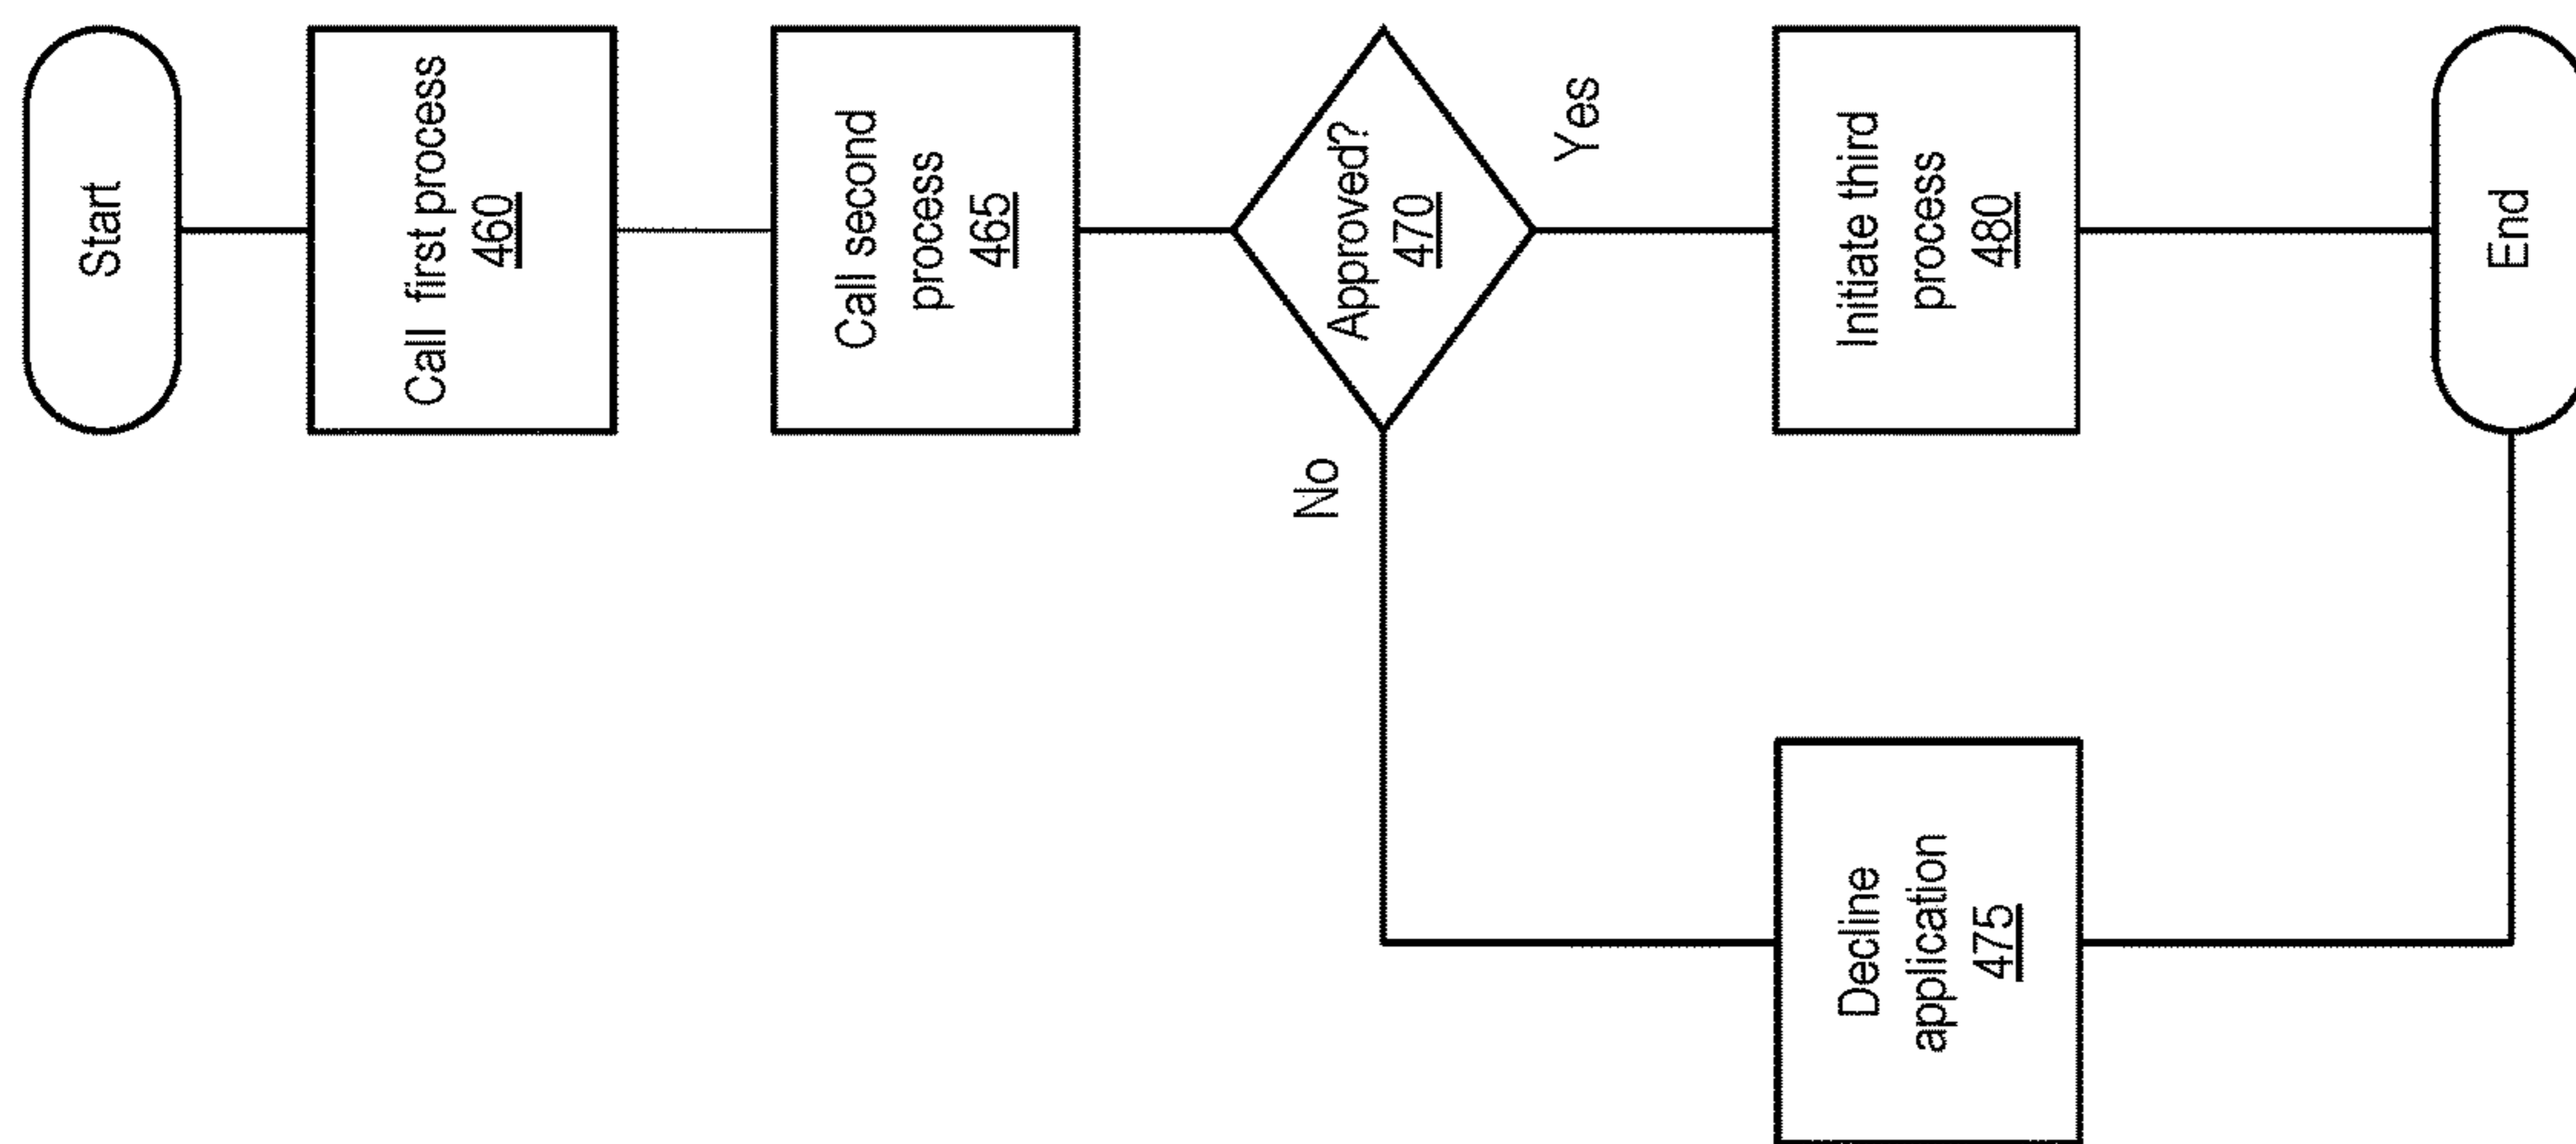 Start
Call first process
460
Call second
process
465
Approved?
470
No
Yes
Decline
application
475
Initiate third
process
480
End